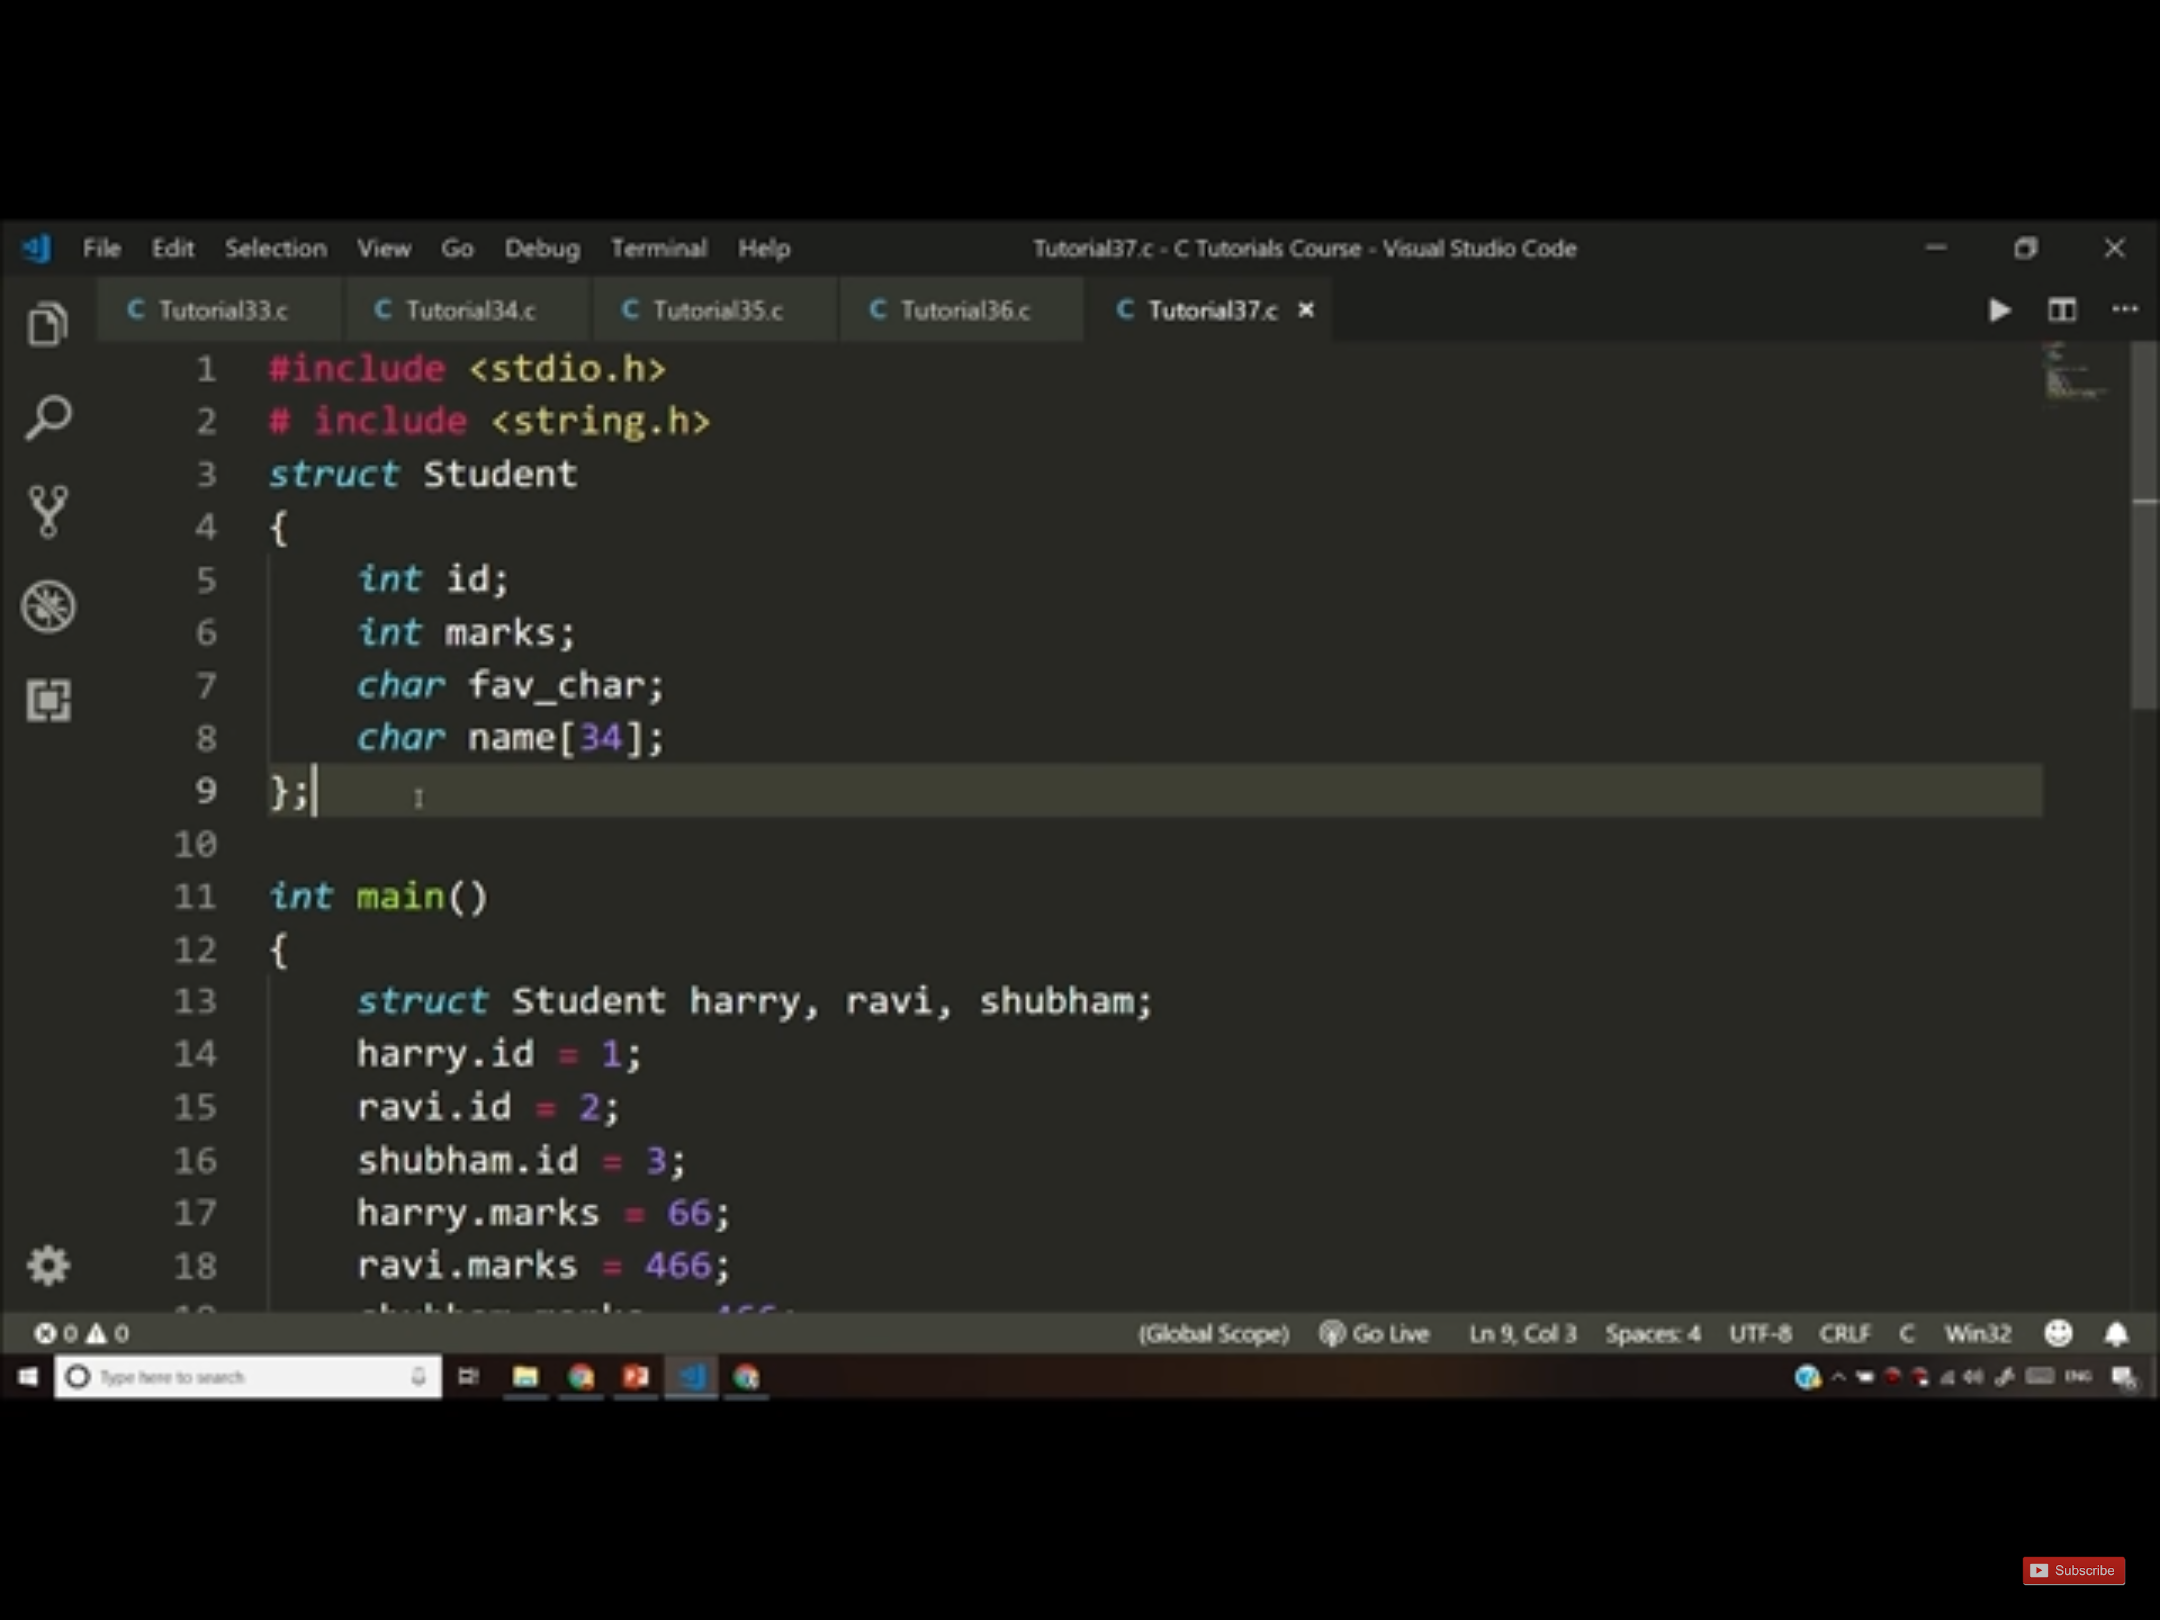 File Edit Selection View Go Debug Terminal Help Tutorial37.c - C Tutorials Course - Visual Studio Code
C Tutorial33.c C Tutorial34.c C Tutorial35.c C Tutorial36.c C Tutorial37.c
1 #include <stdio.h>
2 # include <string.h>
3 struct Student
4 {
5 int id;
6 int marks;
7 char fav_char;
8 char name[34];
9 };
10
11 int main()
12 {
13 struct Student harry, ravi, shubham;
14 harry.id = 1;
15 ravi.id = 2;
16 shubham.id = 3;
17 harry.marks = 66;
18 ravi.marks = 466;
0 0 (Global Scope) Go Live Ln 9, Col 3 Spaces: 4 UTF-8 CRLF C Win32
Type here to search ENG
Subscribe